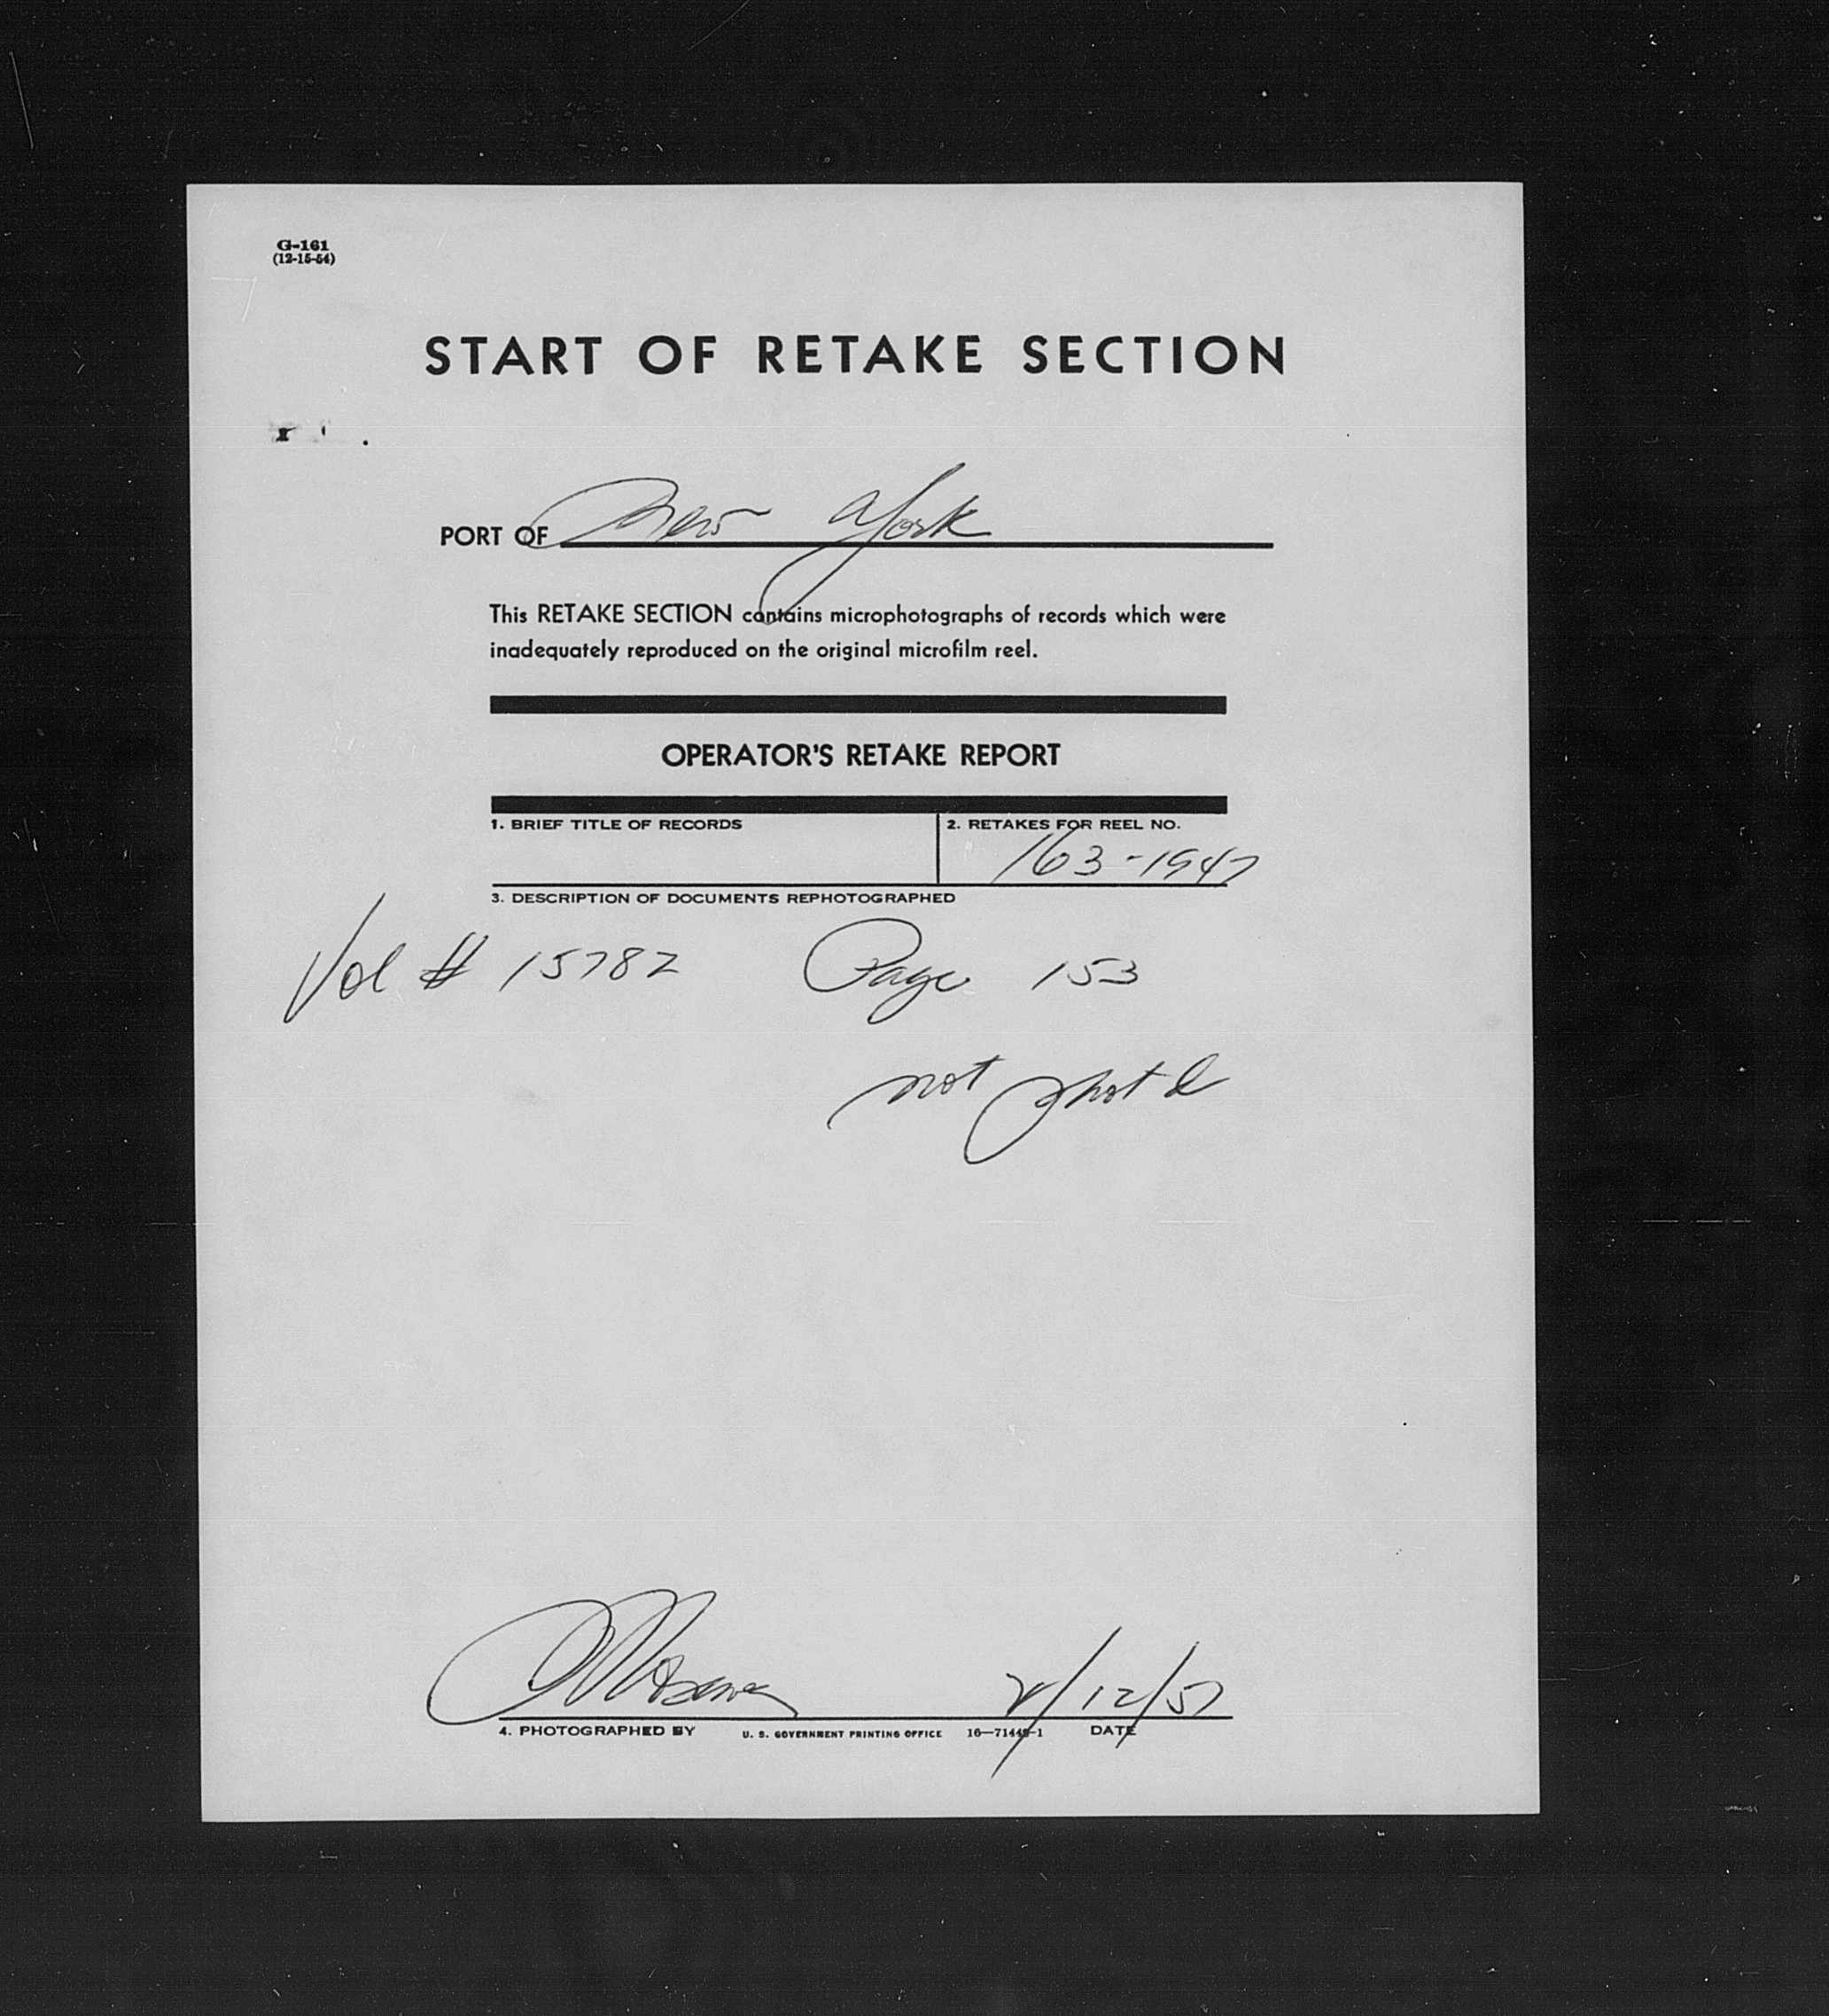 G-161
(12-15-54)
START OF RETAKE SECTION
PORT OF New York
This RETAKE SECTION contains microphotographs of records which were
inadequately reproduced on the original microfilm reel.
OPERATOR'S RETAKE REPORT
1. BRIEF TITLE OF RECORDS 2. RETAKES FOR REEL NO.
163-1947
3. DESCRIPTION OF DOCUMENTS REPHOTOGRAPHED
Vol # 15782 Page 153
not phot'd
/12/57
4. PHOTOGRAPHED BY U. S. GOVERNMENT PRINTING OFFICE DATE